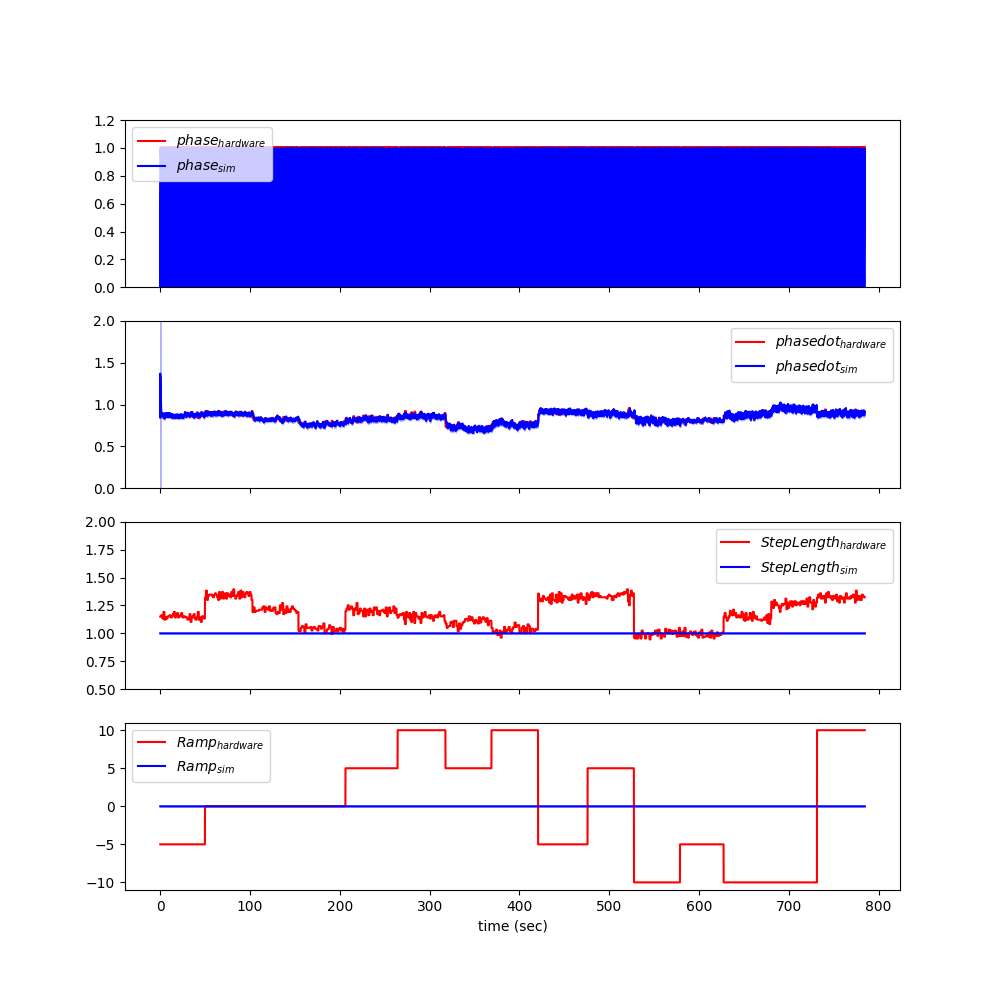 1.2
1.0
0.8
0.6
0.4
0.2
0.0
phase_hardware
phase_sim
2.0
1.5
1.0
0.5
0.0
phasedot_hardware
phasedot_sim
2.00
1.75
1.50
1.25
1.00
0.75
0.50
StepLength_hardware
StepLength_sim
10
5
0
−5
−10
Ramp_hardware
Ramp_sim
0 100 200 300 400 500 600 700 800
time (sec)